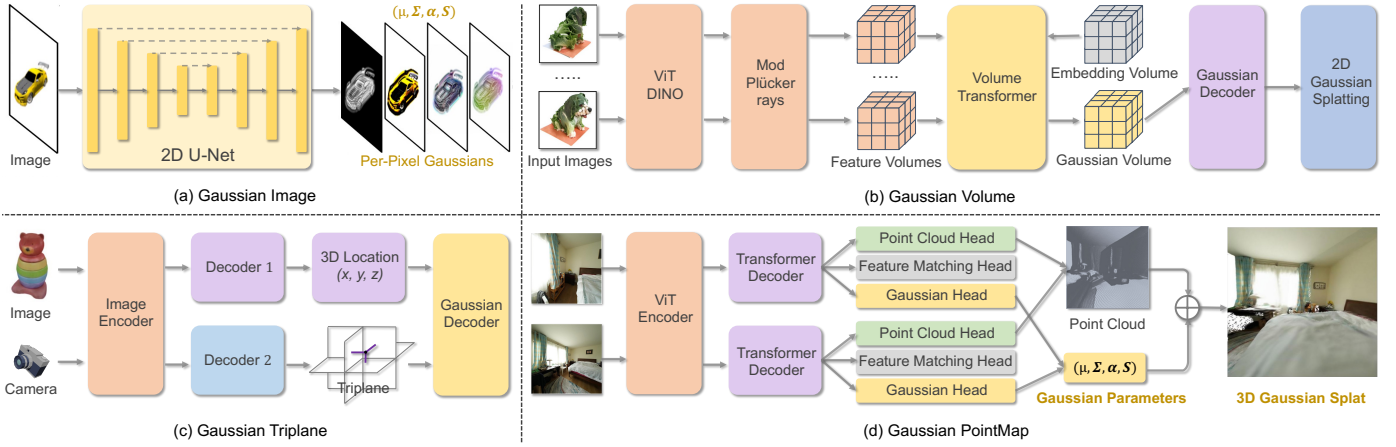 (μ, Σ, α, S)
Image
2D U-Net
Per-Pixel Gaussians
(a) Gaussian Image
.....
Input Images
ViT
DINO
Mod
Plücker
rays
.....
Feature Volumes
Volume
Transformer
Embedding Volume
Gaussian Volume
Gaussian
Decoder
2D
Gaussian
Splatting
(b) Gaussian Volume
Image
Camera
Image
Encoder
Decoder 1
3D Location
(x, y, z)
Decoder 2
Triplane
Gaussian
Decoder
(c) Gaussian Triplane
ViT
Encoder
Transformer
Decoder
Point Cloud Head
Feature Matching Head
Gaussian Head
Transformer
Decoder
Point Cloud Head
Feature Matching Head
Gaussian Head
Point Cloud
(μ, Σ, α, S)
Gaussian Parameters
3D Gaussian Splat
(d) Gaussian PointMap